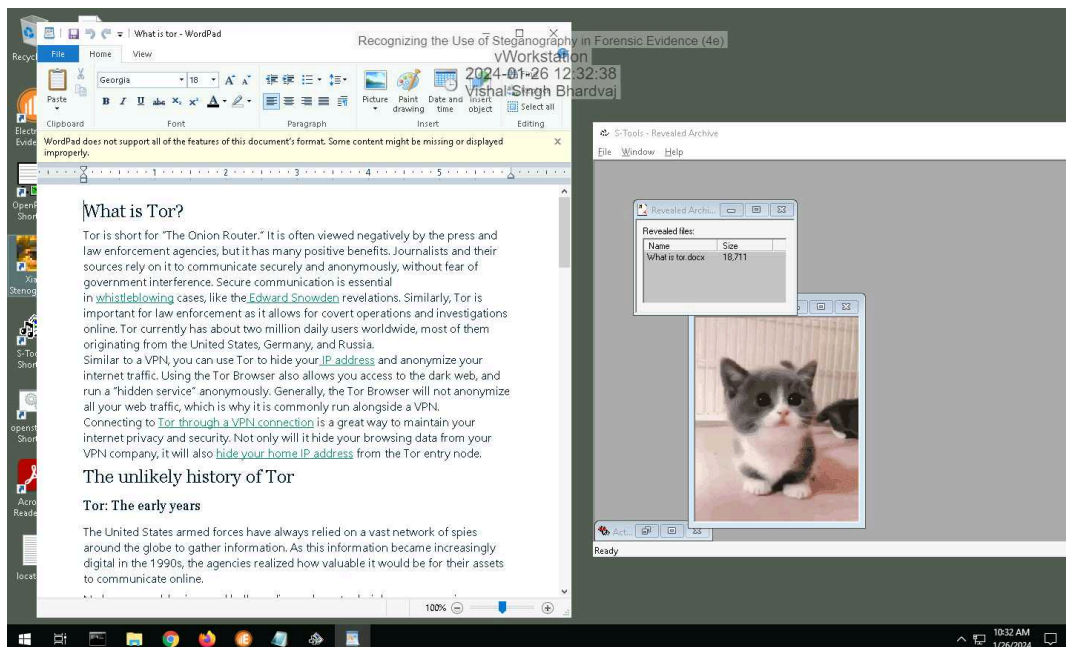 What is tor - WordPad
Recognizing the Use of Steganography in Forensic Evidence (4e)
vWorkstation
2024-01-26 12:32:38
Vishal Singh Bhardvaj
File
Home
View
Georgia
18
Paste
Picture
Paint drawing
Date and time
Insert object
Select all
Clipboard
Font
Paragraph
Insert
Editing
WordPad does not support all of the features of this document's format. Some content might be missing or displayed
improperly.
1 2 3 4 5
What is Tor?
Tor is short for "The Onion Router." It is often viewed negatively by the press and
law enforcement agencies, but it has many positive benefits. Journalists and their
sources rely on it to communicate securely and anonymously, without fear of
government interference. Secure communication is essential
in whistleblowing cases, like the Edward Snowden revelations. Similarly, Tor is
important for law enforcement as it allows for covert operations and investigations
online. Tor currently has about two million daily users worldwide, most of them
originating from the United States, Germany, and Russia.
Similar to a VPN, you can use Tor to hide your IP address and anonymize your
internet traffic. Using the Tor Browser also allows you access to the dark web, and
run a "hidden service" anonymously. Generally, the Tor Browser will not anonymize
all your web traffic, which is why it is commonly run alongside a VPN.
Connecting to Tor through a VPN connection is a great way to maintain your
internet privacy and security. Not only will it hide your browsing data from your
VPN company, it will also hide your home IP address from the Tor entry node.
The unlikely history of Tor
Tor: The early years
The United States armed forces have always relied on a vast network of spies
around the globe to gather information. As this information became increasingly
digital in the 1990s, the agencies realized how valuable it would be for their assets
to communicate online.
100%
S-Tools - Revealed Archive
File Window Help
Revealed Archi...
Revealed files:
Name Size
What is tor.docx 18,711
Act...
Ready
10:32 AM
1/26/2024